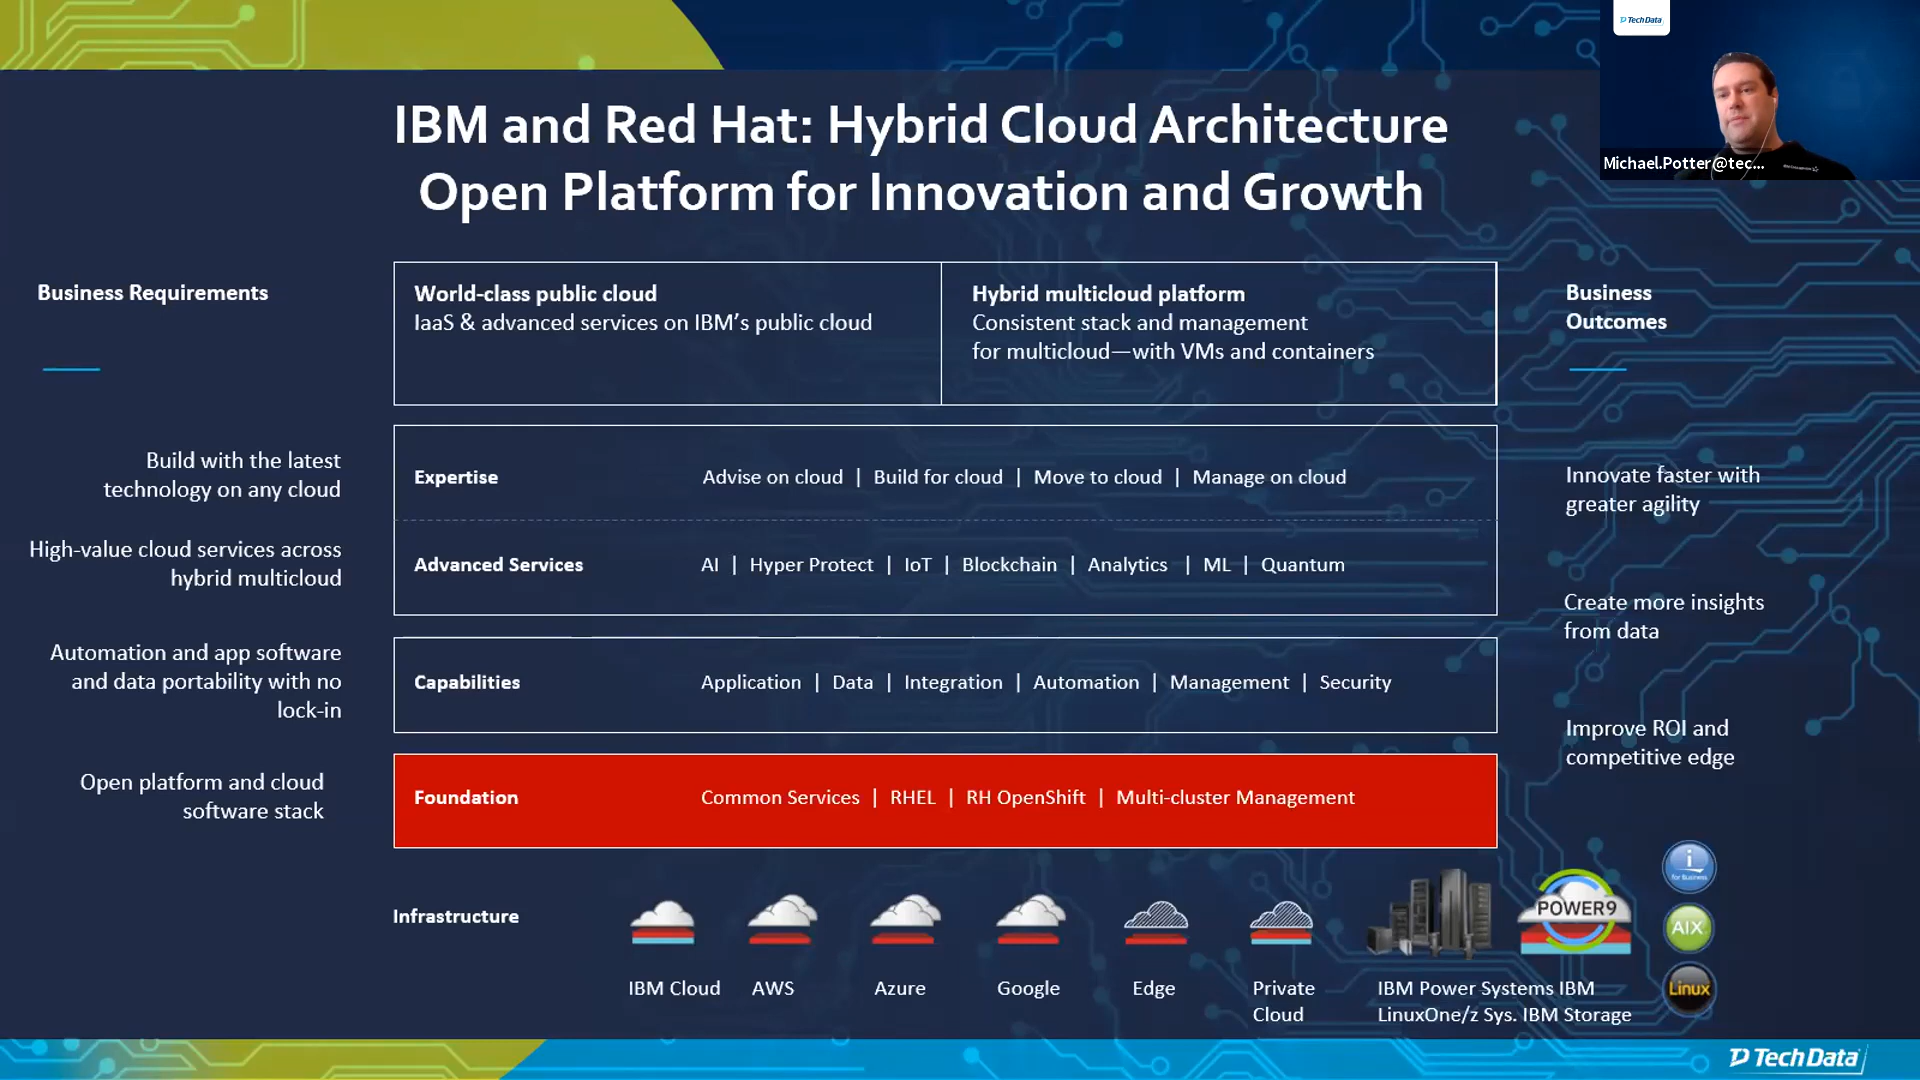 TechData
Michael.Potter@tec...
IBM and Red Hat: Hybrid Cloud Architecture
Open Platform for Innovation and Growth
Business Requirements
World-class public cloud
IaaS & advanced services on IBM's public cloud
Hybrid multicloud platform
Consistent stack and management
for multicloud—with VMs and containers
Business
Outcomes
Build with the latest
technology on any cloud
High-value cloud services across
hybrid multicloud
Automation and app software
and data portability with no
lock-in
Open platform and cloud
software stack
Expertise
Advise on cloud | Build for cloud | Move to cloud | Manage on cloud
Advanced Services
AI | Hyper Protect | IoT | Blockchain | Analytics | ML | Quantum
Capabilities
Application | Data | Integration | Automation | Management | Security
Foundation
Common Services | RHEL | RH OpenShift | Multi-cluster Management
Innovate faster with
greater agility
Create more insights
from data
Improve ROI and
competitive edge
Infrastructure
IBM Cloud
AWS
Azure
Google
Edge
Private
Cloud
IBM Power Systems IBM
LinuxOne/z Sys. IBM Storage
POWER9
i
for Business
AIX
Linux
TechData